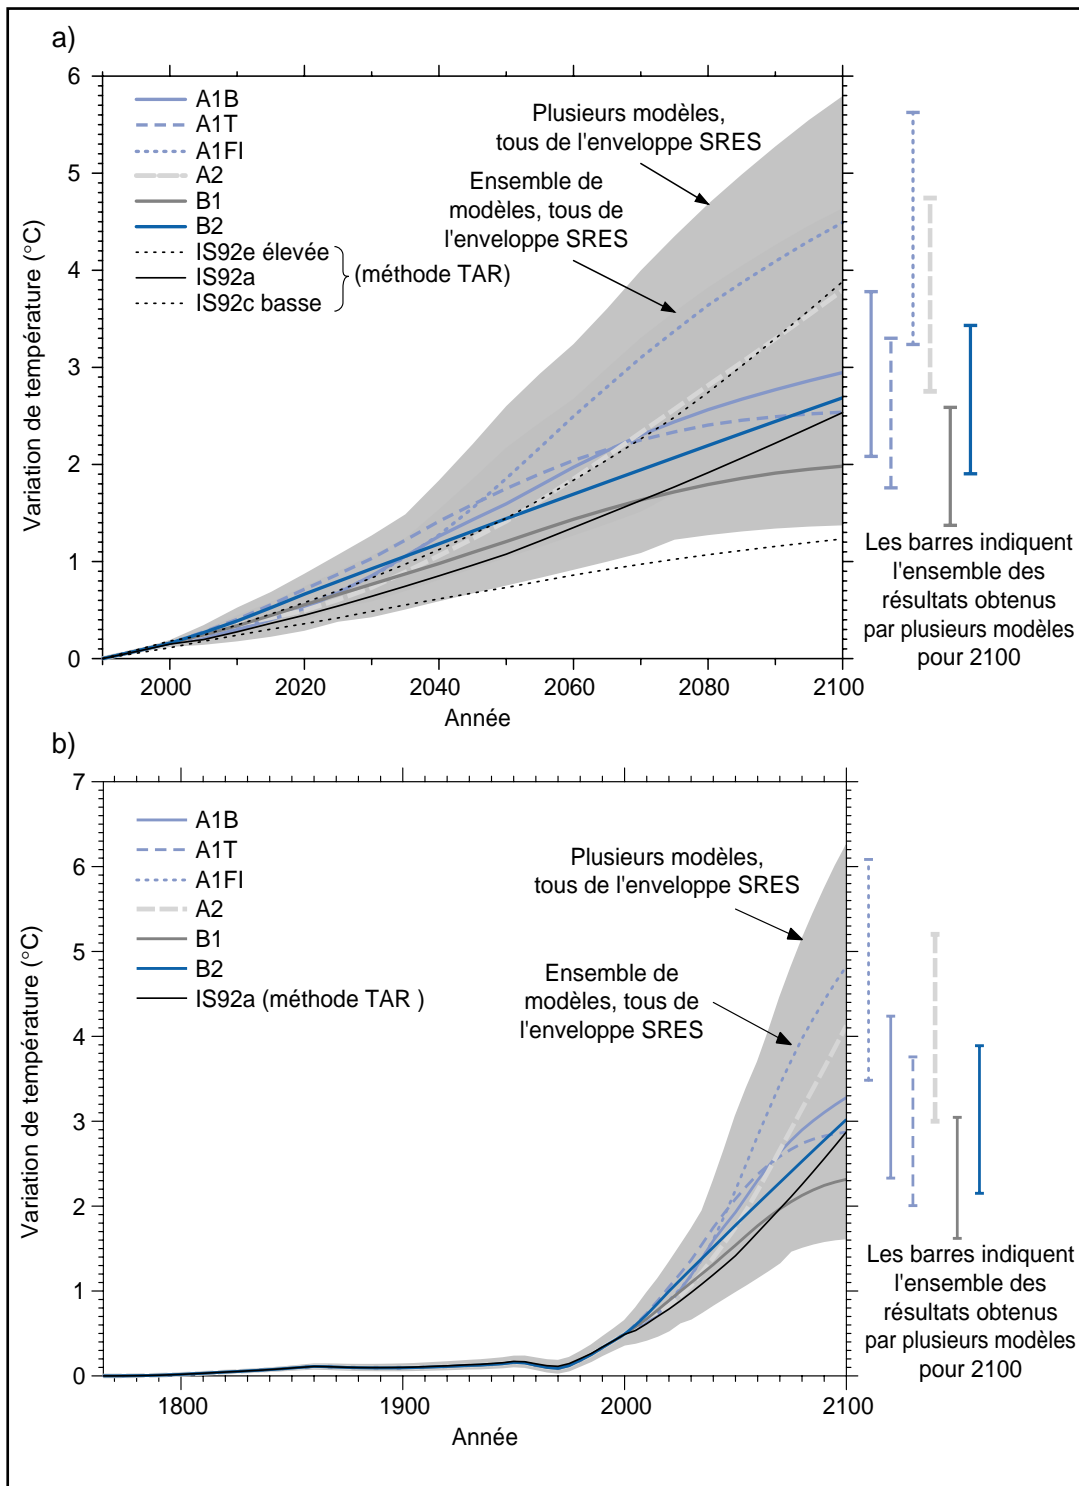 a)
6
5
4
3
2
1
0
Variation de température (°C)
A1B
A1T
A1FI
A2
B1
B2
IS92e élevée
IS92a
IS92c basse
(méthode TAR)
Plusieurs modèles,
tous de l'enveloppe SRES
Ensemble de
modèles, tous de
l'enveloppe SRES
2000 2020 2040 2060 2080 2100
Année
Les barres indiquent
l'ensemble des
résultats obtenus
par plusieurs modèles
pour 2100
b)
7
6
5
4
3
2
1
0
Variation de température (°C)
A1B
A1T
A1FI
A2
B1
B2
IS92a (méthode TAR )
Plusieurs modèles,
tous de l'enveloppe SRES
Ensemble de
modèles, tous de
l'enveloppe SRES
1800 1900 2000 2100
Année
Les barres indiquent
l'ensemble des
résultats obtenus
par plusieurs modèles
pour 2100